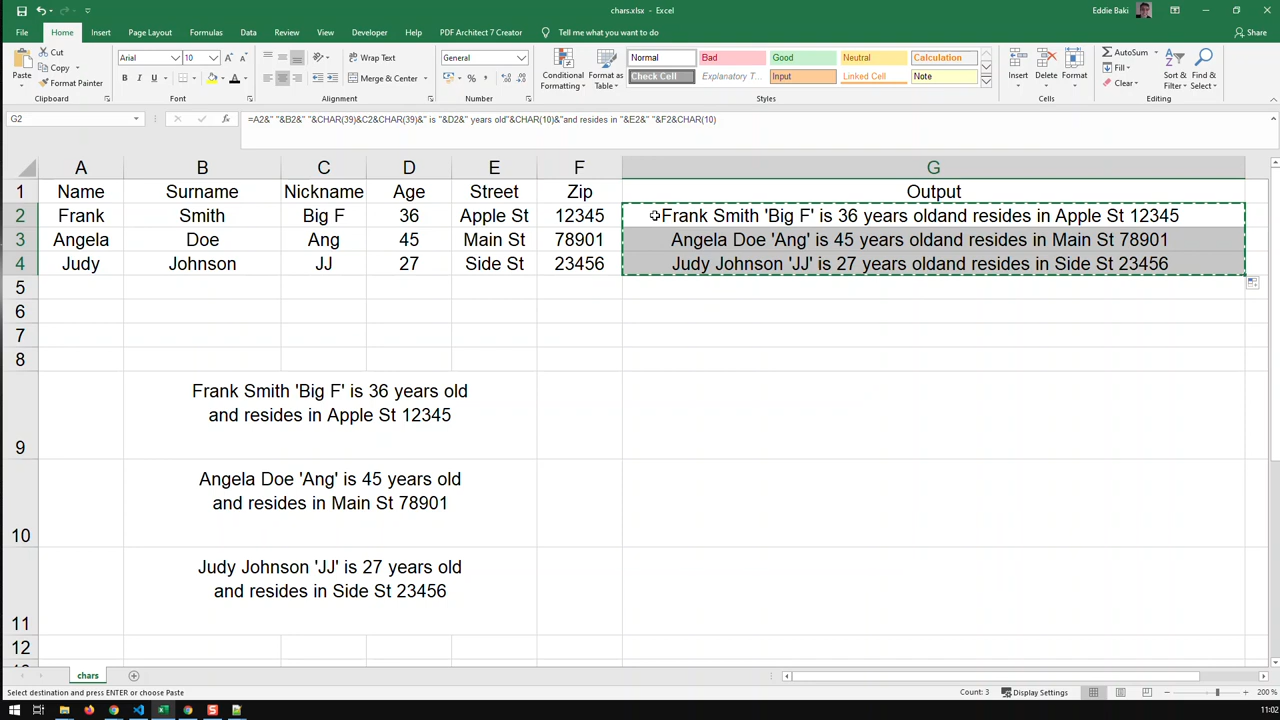 chars.xlsx - Excel
Eddie Baki
File Home Insert Page Layout Formulas Data Review View Developer Help PDF Architect 7 Creator Tell me what you want to do Share
Paste Cut Copy Format Painter
Arial 10
B I U A
Wrap Text
Merge & Center
General
Conditional Formatting Format as Table
Normal Bad Good Neutral Calculation
Check Cell Explanatory T... Input Linked Cell Note
Insert Delete Format
AutoSum Fill Clear
Sort & Filter Find & Select
Clipboard Font Alignment Number Styles Cells Editing
G2 fx =A2&" "&B2&" "&CHAR(39)&C2&CHAR(39)&" is "&D2&" years old"&CHAR(10)&"and resides in "&E2&" "&F2&CHAR(10)
A B C D E F G
1 Name Surname Nickname Age Street Zip Output
2 Frank Smith Big F 36 Apple St 12345 Frank Smith 'Big F' is 36 years oldand resides in Apple St 12345
3 Angela Doe Ang 45 Main St 78901 Angela Doe 'Ang' is 45 years oldand resides in Main St 78901
4 Judy Johnson JJ 27 Side St 23456 Judy Johnson 'JJ' is 27 years oldand resides in Side St 23456
5
6
7
8
Frank Smith 'Big F' is 36 years old
and resides in Apple St 12345
9
Angela Doe 'Ang' is 45 years old
and resides in Main St 78901
10
Judy Johnson 'JJ' is 27 years old
and resides in Side St 23456
11
12
chars
Select destination and press ENTER or choose Paste Count: 3 Display Settings 200 %
11:02